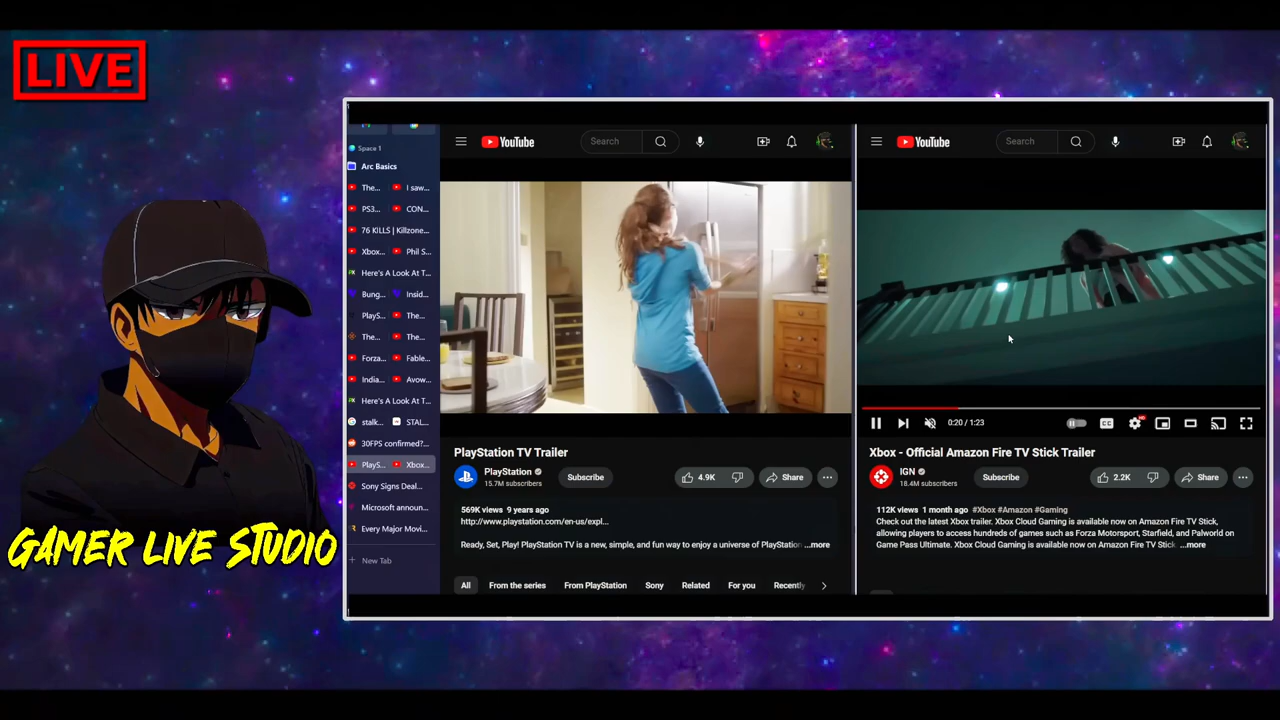 LIVE
GAMER LIVE STUDIO
Space 1
Arc Basics
The... I saw...
PS3... CON...
76 KILLS | Killzone...
Xbox... Phil S
Here's A Look At T...
Bung... Insid...
PlayS... The...
The... The...
Forza... Fable...
India... Avow...
Here's A Look At T...
stalk... STAL...
30FPS confirmed?...
PlayS... Xbox...
Sony Signs Deal...
Microsoft announ...
Every Major Movi...
New Tab
YouTube
Search
PlayStation TV Trailer
PlayStation
15.7M subscribers
Subscribe
4.9K
Share
569K views 9 years ago
http://www.playstation.com/en-us/expl...
Ready, Set, Play! PlayStation TV is a new, simple, and fun way to enjoy a universe of PlayStation ...more
All From the series From PlayStation Sony Related For you Recently
YouTube
Search
0:20 / 1:23
CC
HD
Xbox - Official Amazon Fire TV Stick Trailer
IGN
18.4M subscribers
Subscribe
2.2K
Share
112K views 1 month ago #Xbox #Amazon #Gaming
Check out the latest Xbox trailer. Xbox Cloud Gaming is available now on Amazon Fire TV Stick,
allowing players to access hundreds of games such as Forza Motorsport, Starfield, and Palworld on
Game Pass Ultimate. Xbox Cloud Gaming is available now on Amazon Fire TV Stick ...more